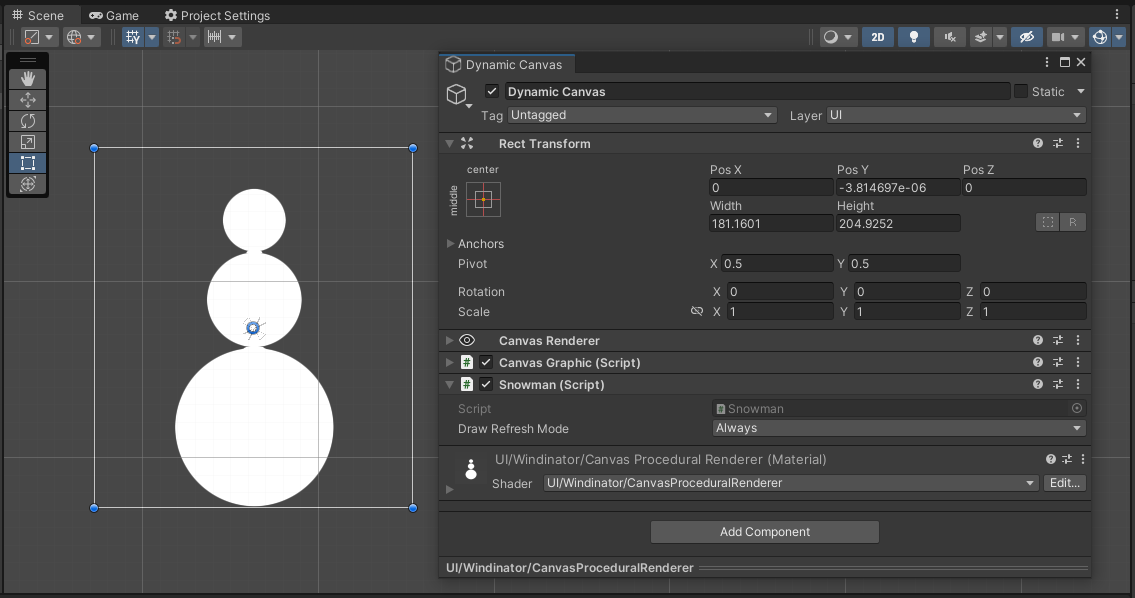 Scene Game Project Settings
2D
Dynamic Canvas
Dynamic Canvas Static
Tag Untagged Layer UI
Rect Transform
center Pos X Pos Y Pos Z
middle 0 -3.814697e-06 0
Width Height
181.1601 204.9252 R
Anchors
Pivot X 0.5 Y 0.5
Rotation X 0 Y 0 Z 0
Scale X 1 Y 1 Z 1
Canvas Renderer
# Canvas Graphic (Script)
# Snowman (Script)
Script # Snowman
Draw Refresh Mode Always
UI/Windinator/Canvas Procedural Renderer (Material)
Shader UI/Windinator/CanvasProceduralRenderer Edit...
Add Component
UI/Windinator/CanvasProceduralRenderer